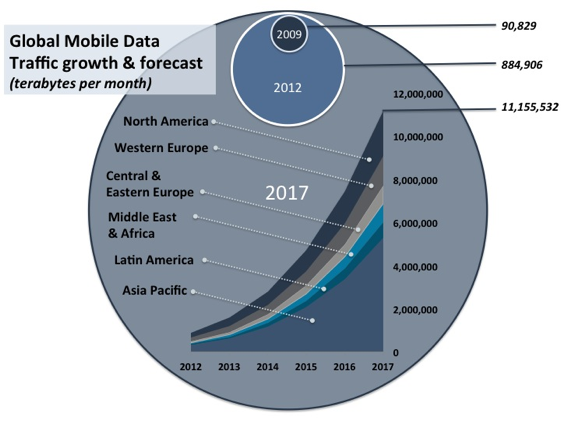 Global Mobile Data
Traffic growth & forecast
(terabytes per month)
2009
90,829
2012
884,906
12,000,000
11,155,532
North America
10,000,000
Western Europe
Central &
Eastern Europe
2017
8,000,000
Middle East
& Africa
6,000,000
Latin America
4,000,000
Asia Pacific
2,000,000
0
2012 2013 2014 2015 2016 2017